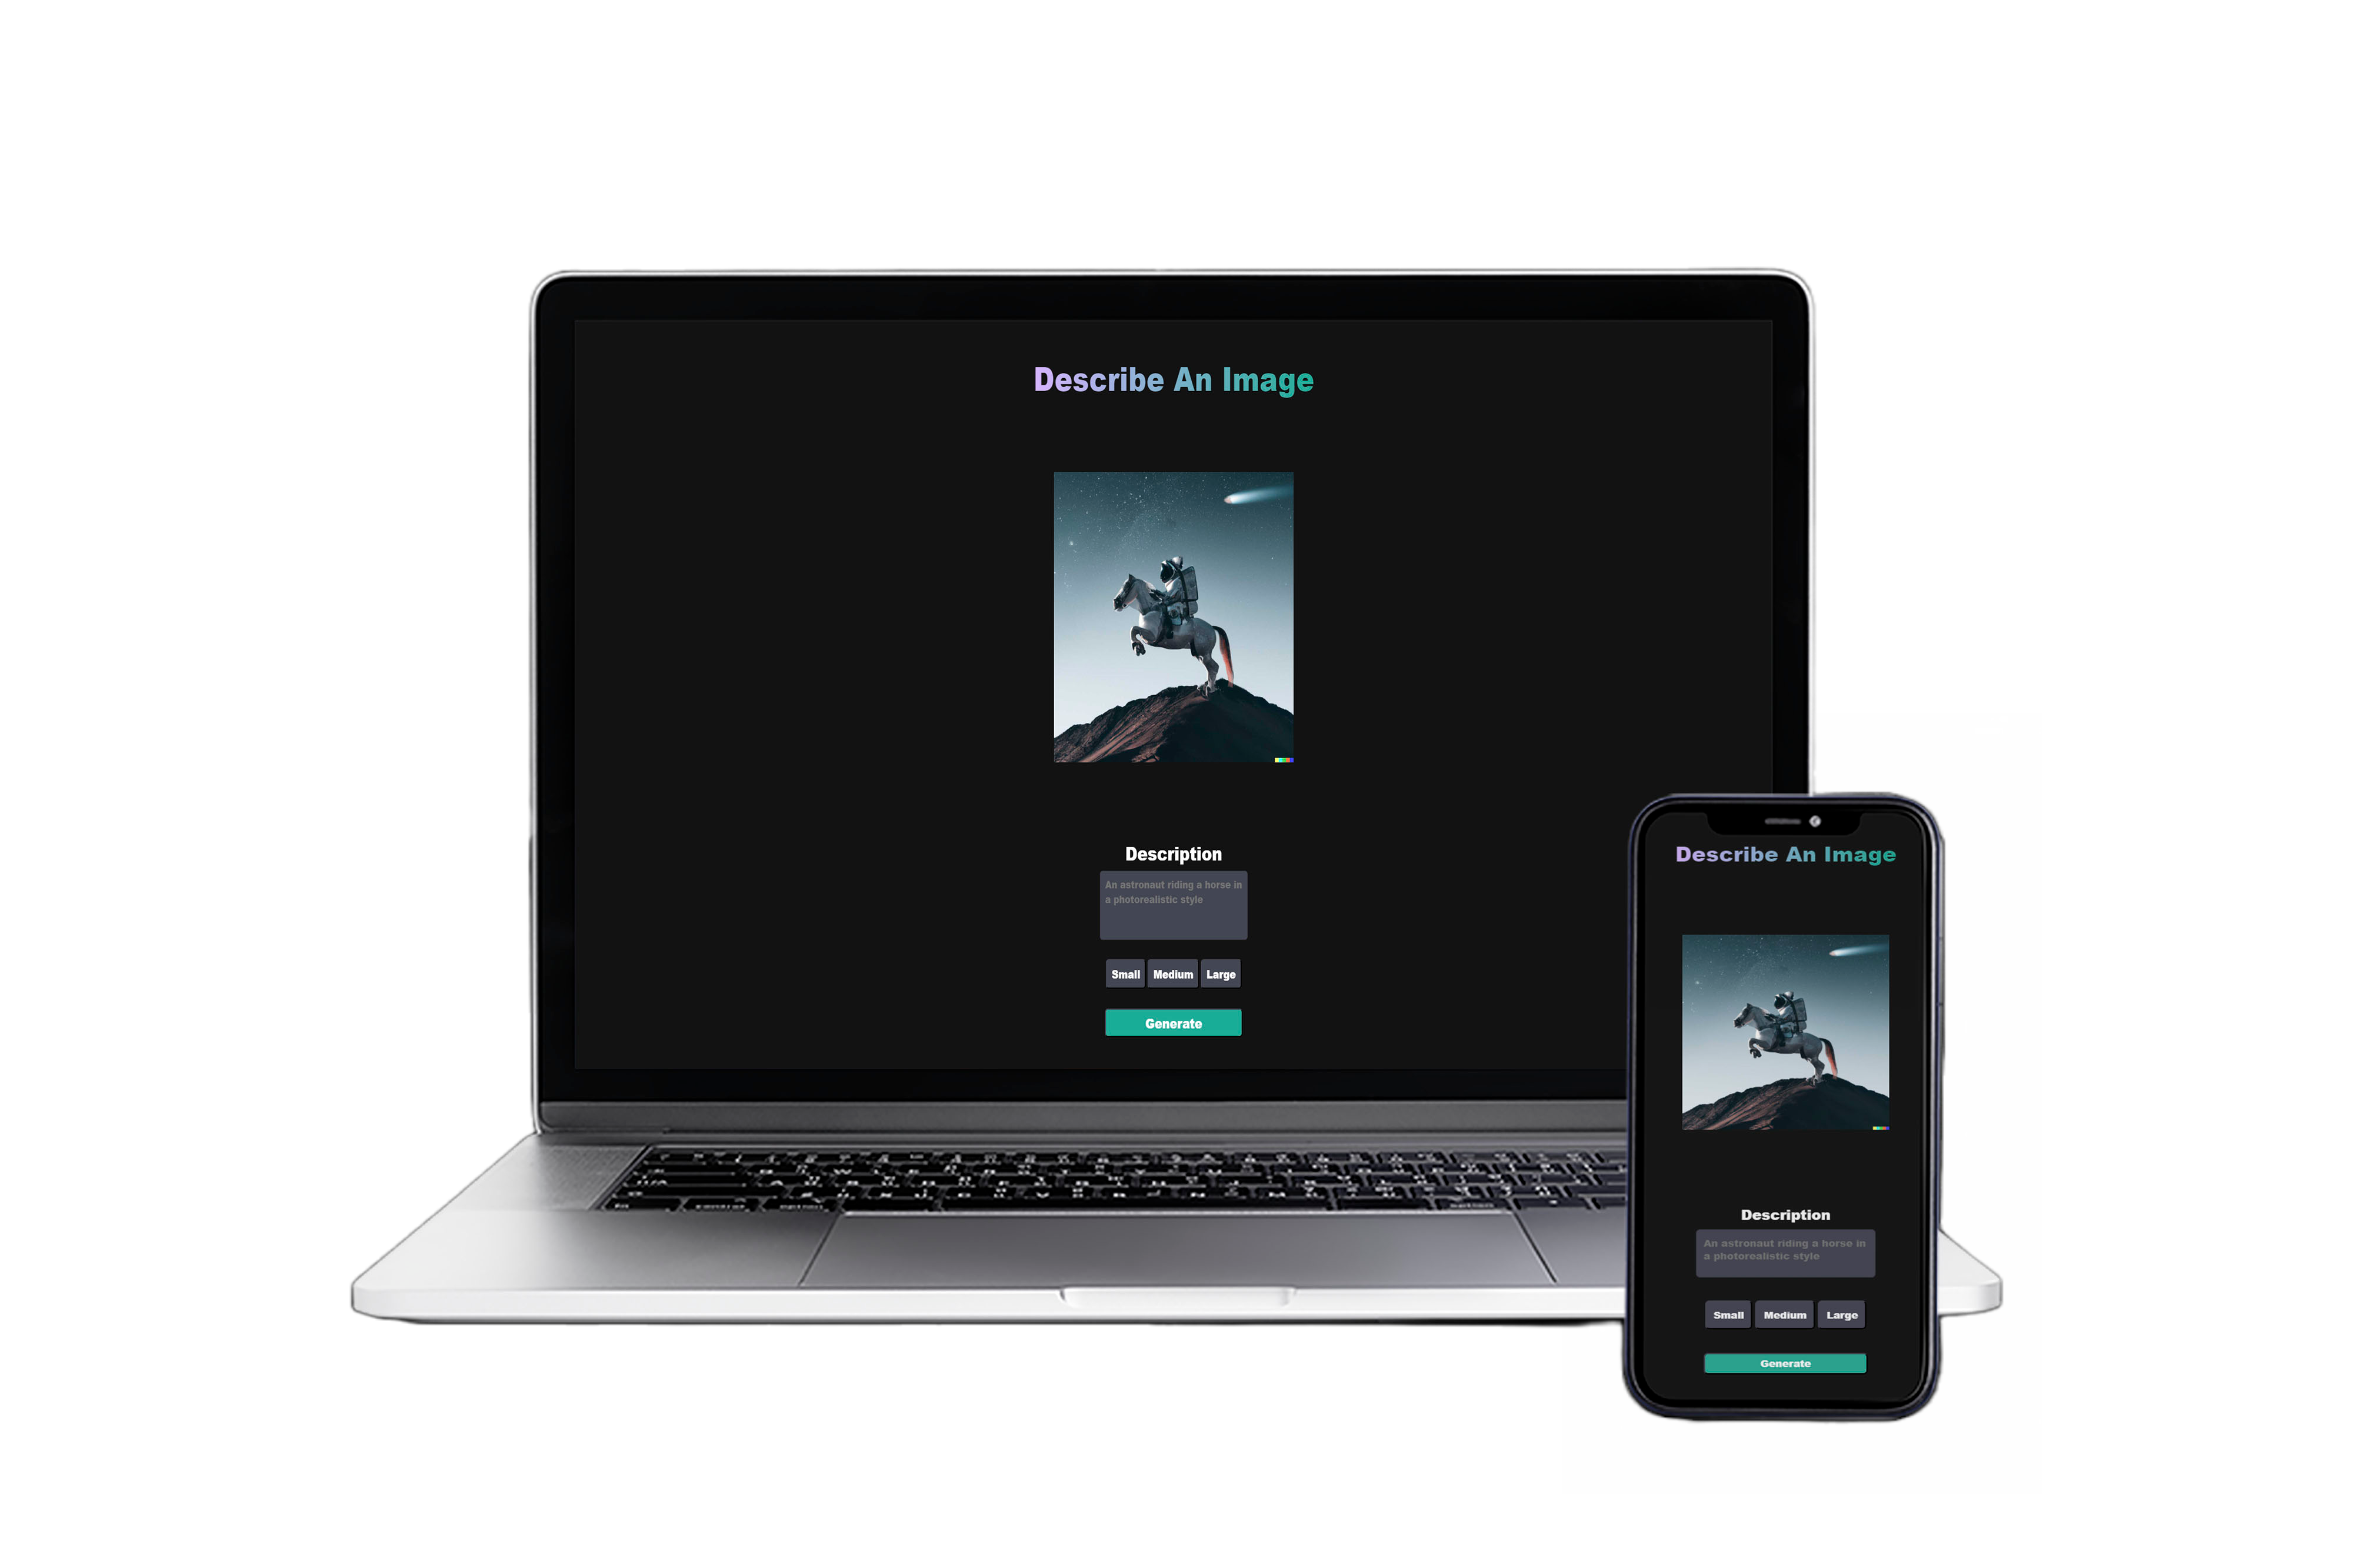 Describe An Image
Description
An astronaut riding a horse in
a photorealistic style
Small Medium Large
Generate
Describe An Image
Description
An astronaut riding a horse in
a photorealistic style
Small Medium Large
Generate